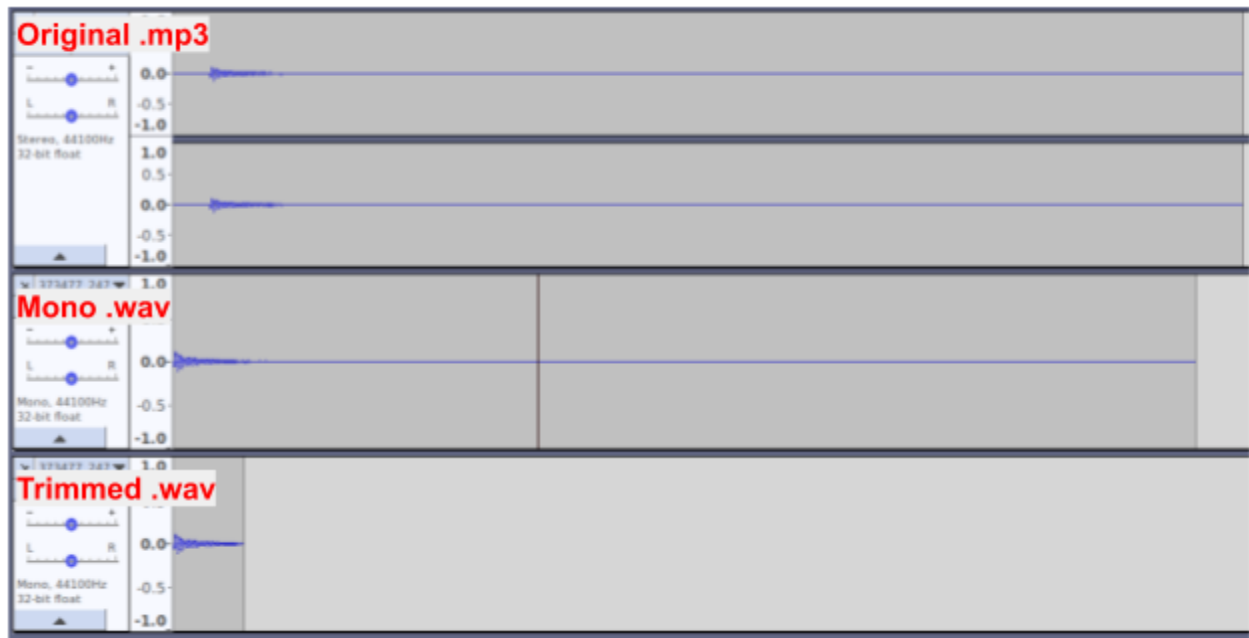 Original .mp3
- +
0.0
L R
-0.5
-1.0
Stereo, 44100Hz
32-bit float
1.0
0.5
0.0
-0.5
-1.0
373477_247
1.0
Mono .wav
- +
0.0
L R
Mono, 44100Hz
-0.5
32-bit float
-1.0
373477_247
1.0
Trimmed .wav
- +
0.0
L R
Mono, 44100Hz
-0.5
32-bit float
-1.0